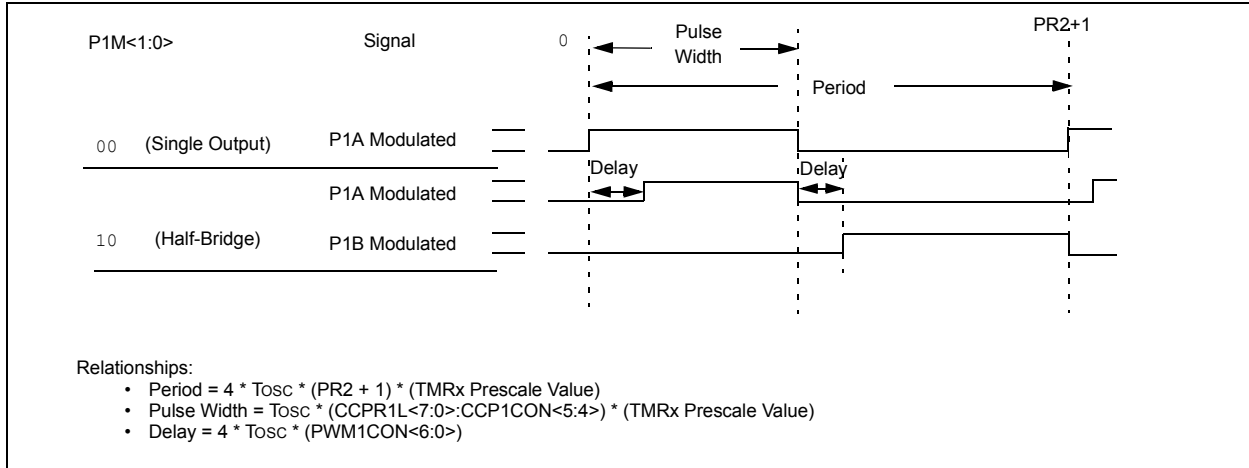 P1M<1:0> Signal 0 Pulse Width PR2+1
Period
00 (Single Output) P1A Modulated
Delay Delay
P1A Modulated
10 (Half-Bridge) P1B Modulated
Relationships:
• Period = 4 * TOSC * (PR2 + 1) * (TMRx Prescale Value)
• Pulse Width = TOSC * (CCPR1L<7:0>:CCP1CON<5:4>) * (TMRx Prescale Value)
• Delay = 4 * TOSC * (PWM1CON<6:0>)